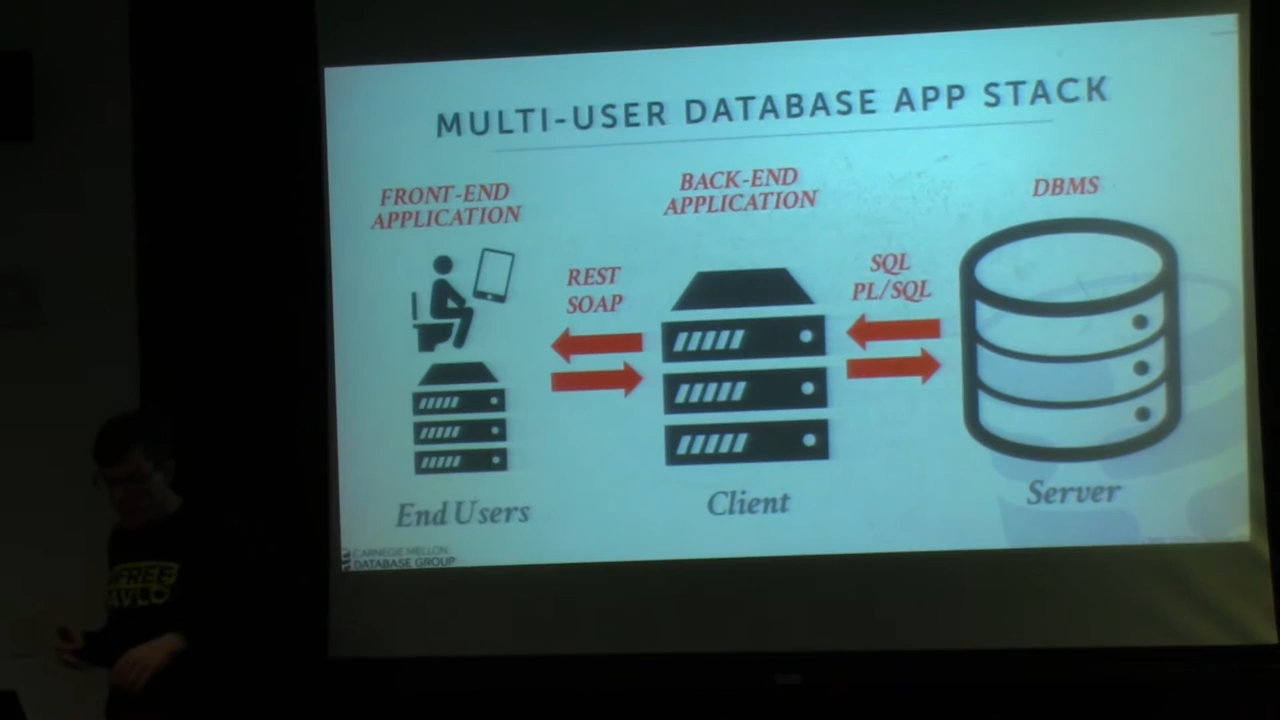 MULTI-USER DATABASE APP STACK
FRONT-END
APPLICATION
BACK-END
APPLICATION
DBMS
REST
SOAP
SQL
PL/SQL
End Users
Client
Server
CARNEGIE MELLON
DATABASE GROUP
#FREE